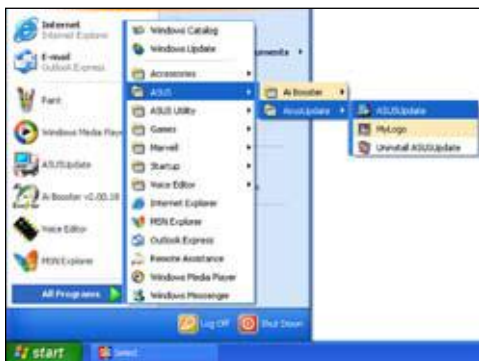 Internet
Internet Explorer
E-mail
Outlook Express
Paint
Windows Media Play
ASUSUpdate
Ai Booster v2.00.18
Voice Editor
MSN Explorer
All Programs
Windows Catalog
Windows Update
Accessories
ASUS
ASUS Utility
Games
Marvell
Startup
Voice Editor
Internet Explorer
MSN Explorer
Outlook Express
Remote Assistance
Windows Media Player
Windows Messenger
uments
Ai Booster
AsusUpdate
ASUSUpdate
MyLogo
Uninstall ASUSUpdate
Log Off
Shut Down
start